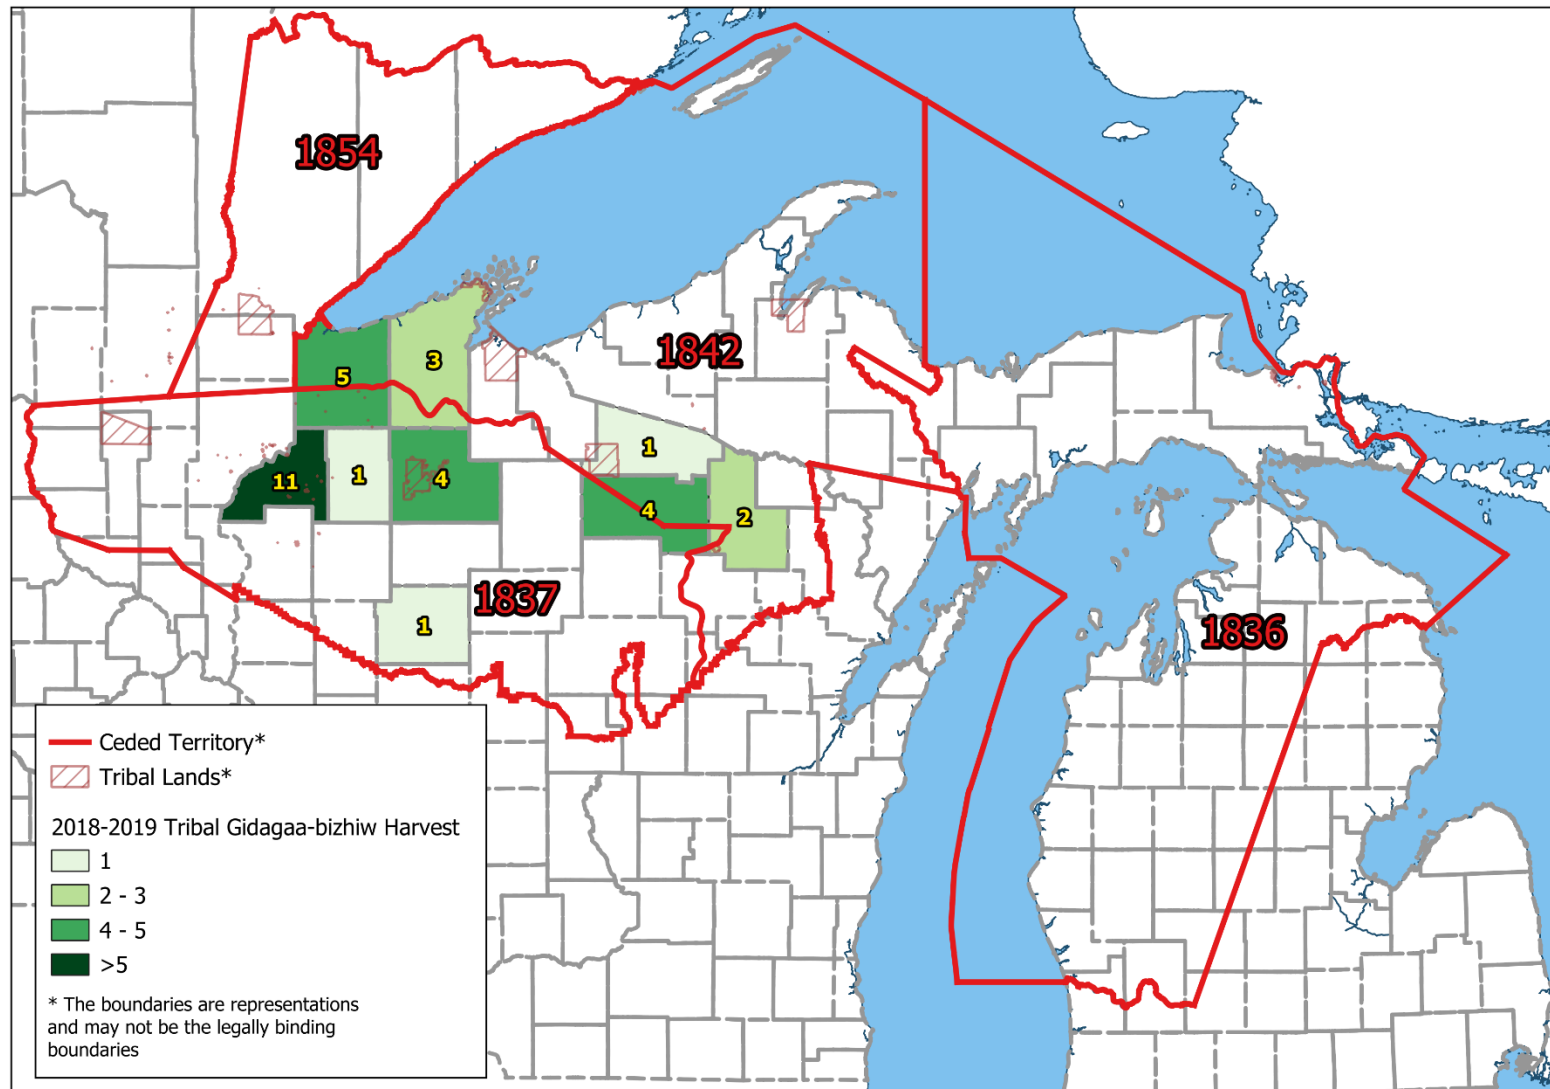 1854
1842
3
5
1
11
1
4
4
2
1837
1
1836
Ceded Territory*
Tribal Lands*
2018-2019 Tribal Gidagaa-bizhiw Harvest
1
2 - 3
4 - 5
>5
* The boundaries are representations
and may not be the legally binding
boundaries